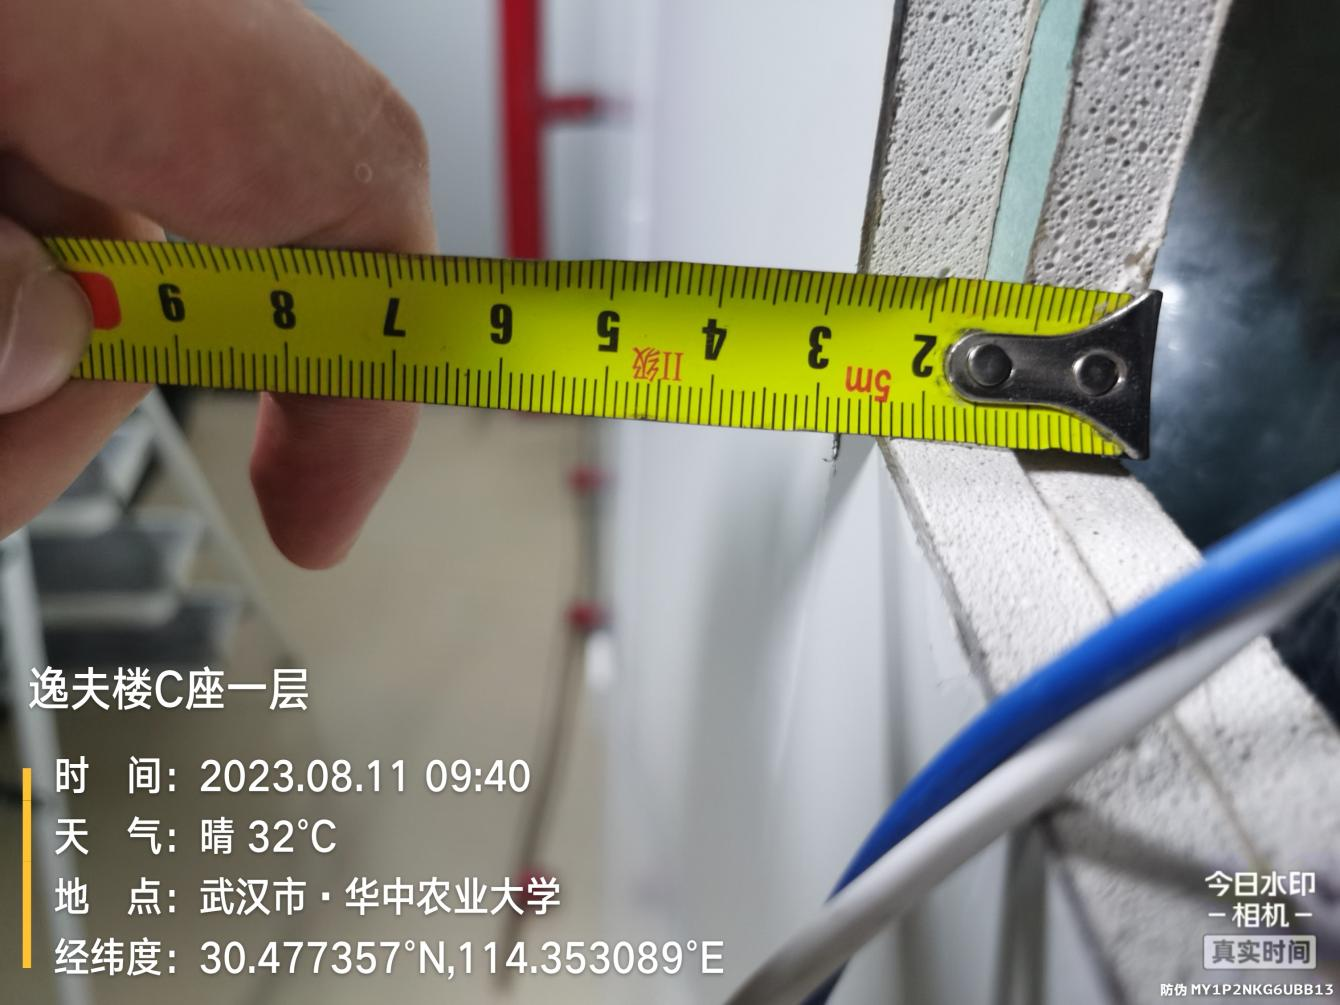 9 8 7 6 5 4 3 2
II级 5m
逸夫楼C座一层
时 间：2023.08.11 09:40
天 气：晴 32°C
地 点：武汉市·华中农业大学
经纬度：30.477357°N,114.353089°E
今日水印
相机
真实时间
防伪 MY1P2NKG6UBB13